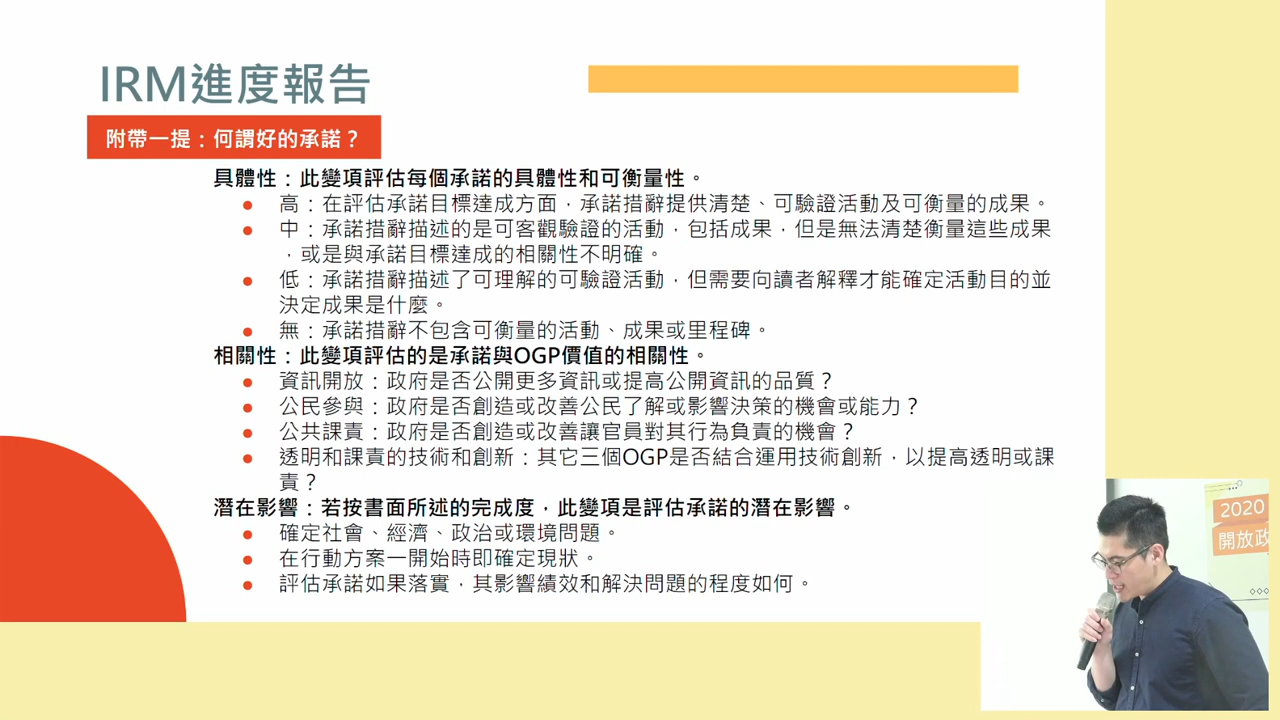 IRM進度報告
附帶一提：何謂好的承諾？
具體性：此變項評估每個承諾的具體性和可衡量性。
高：在評估承諾目標達成方面，承諾措辭提供清楚、可驗證活動及可衡量的成果。
中：承諾措辭描述的是可客觀驗證的活動，包括成果，但是無法清楚衡量這些成果
，或是與承諾目標達成的相關性不明確。
低：承諾措辭描述了可理解的可驗證活動，但需要向讀者解釋才能確定活動目的並
決定成果是什麼。
無：承諾措辭不包含可衡量的活動、成果或里程碑。
相關性：此變項評估的是承諾與OGP價值的相關性。
資訊開放：政府是否公開更多資訊或提高公開資訊的品質？
公民參與：政府是否創造或改善公民了解或影響決策的機會或能力？
公共課責：政府是否創造或改善讓官員對其行為負責的機會？
透明和課責的技術和創新：其它三個OGP是否結合運用技術創新，以提高透明或課
責？
潛在影響：若按書面所述的完成度，此變項是評估承諾的潛在影響。
確定社會、經濟、政治或環境問題。
在行動方案一開始時即確定現狀。
評估承諾如果落實，其影響績效和解決問題的程度如何。
2020
開放政